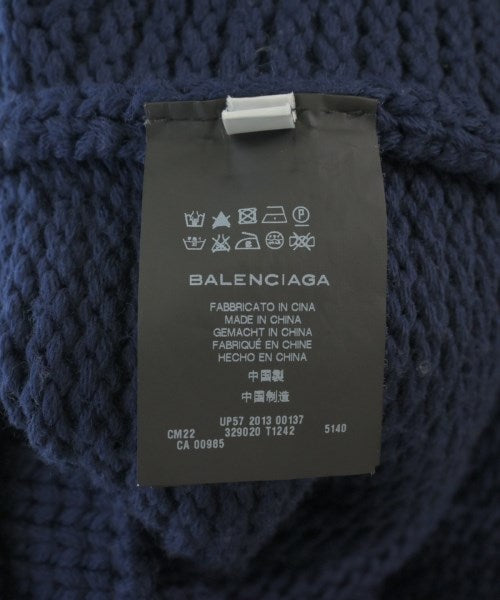 BALENCIAGA
FABBRICATO IN CINA
MADE IN CHINA
GEMACHT IN CHINA
FABRIQUÉ EN CHINE
HECHO EN CHINA
中国製
中国制造
UP57 2013 00137
CM22 329020 T1242 5140
CA 00985